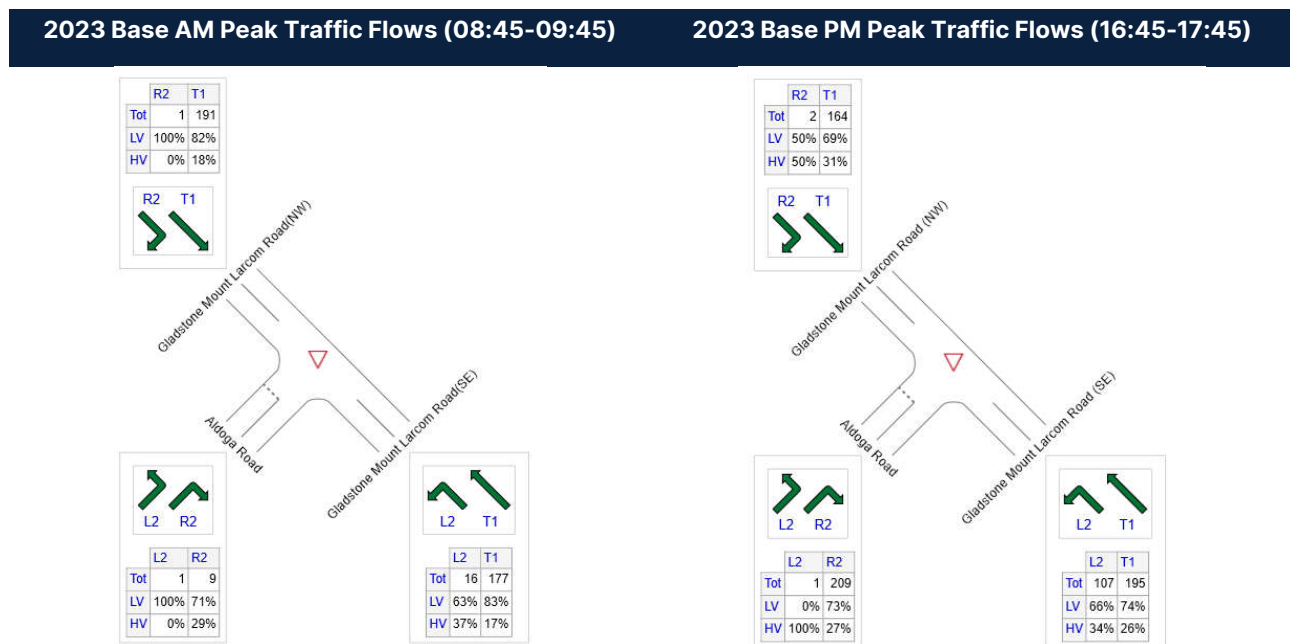 2023 Base AM Peak Traffic Flows (08:45-09:45)
R2 T1
Tot 1 191
LV 100% 82%
HV 0% 18%
R2 T1
Gladstone Mount Larcom Road(NW)
Aldoga Road
Gladstone Mount Larcom Road(SE)
L2 R2
L2 R2
Tot 1 9
LV 100% 71%
HV 0% 29%
L2 T1
L2 T1
Tot 16 177
LV 63% 83%
HV 37% 17%
2023 Base PM Peak Traffic Flows (16:45-17:45)
R2 T1
Tot 2 164
LV 50% 69%
HV 50% 31%
R2 T1
Gladstone Mount Larcom Road (NW)
Aldoga Road
Gladstone Mount Larcom Road (SE)
L2 R2
L2 R2
Tot 1 209
LV 0% 73%
HV 100% 27%
L2 T1
L2 T1
Tot 107 195
LV 66% 74%
HV 34% 26%